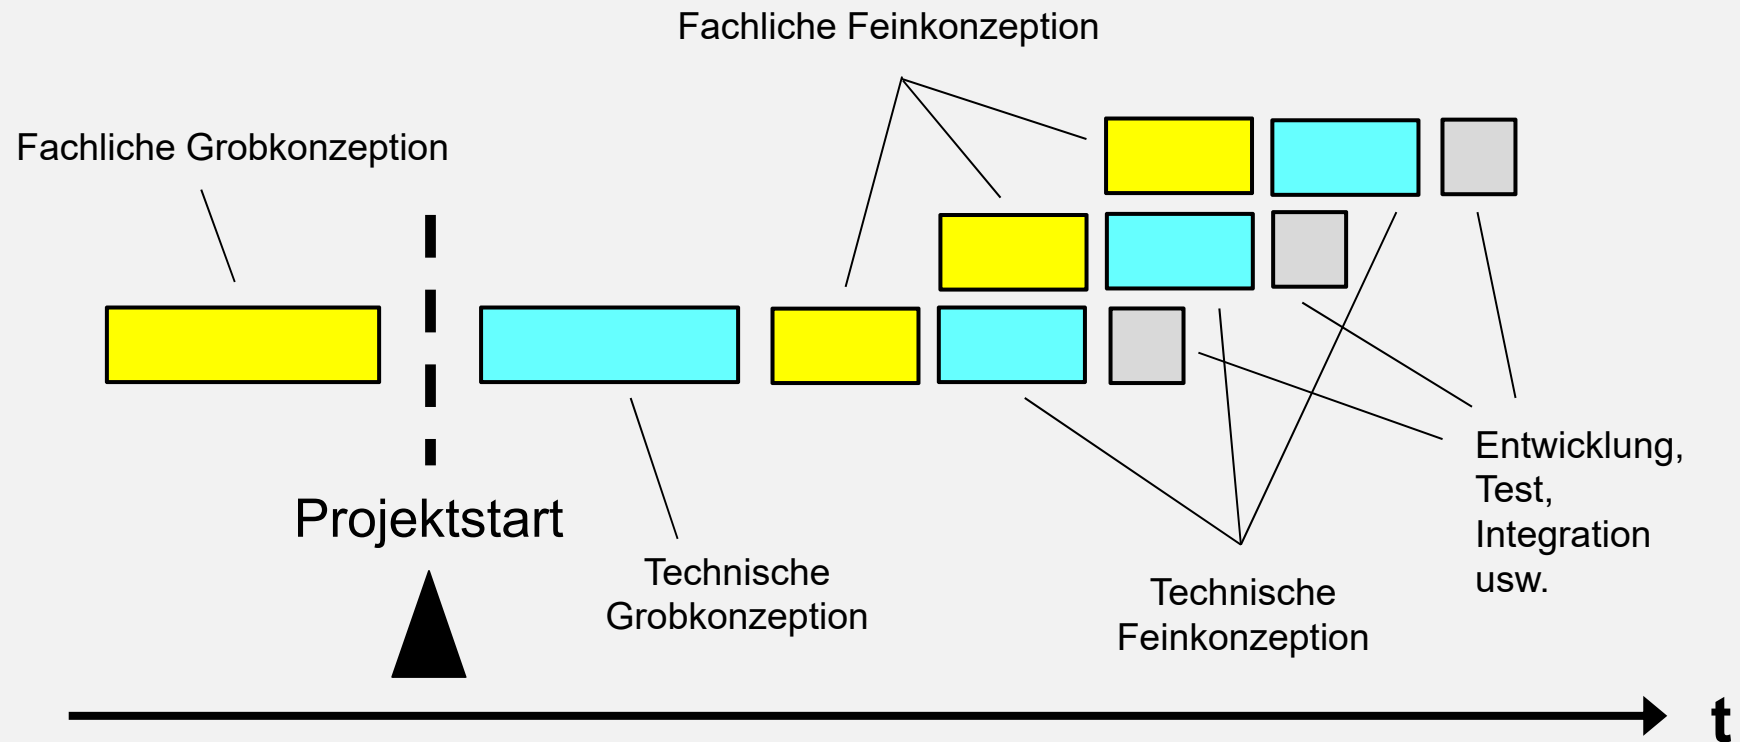 Fachliche Feinkonzeption
Fachliche Grobkonzeption
Projektstart
Technische
Grobkonzeption
Technische
Feinkonzeption
Entwicklung,
Test,
Integration
usw.
t